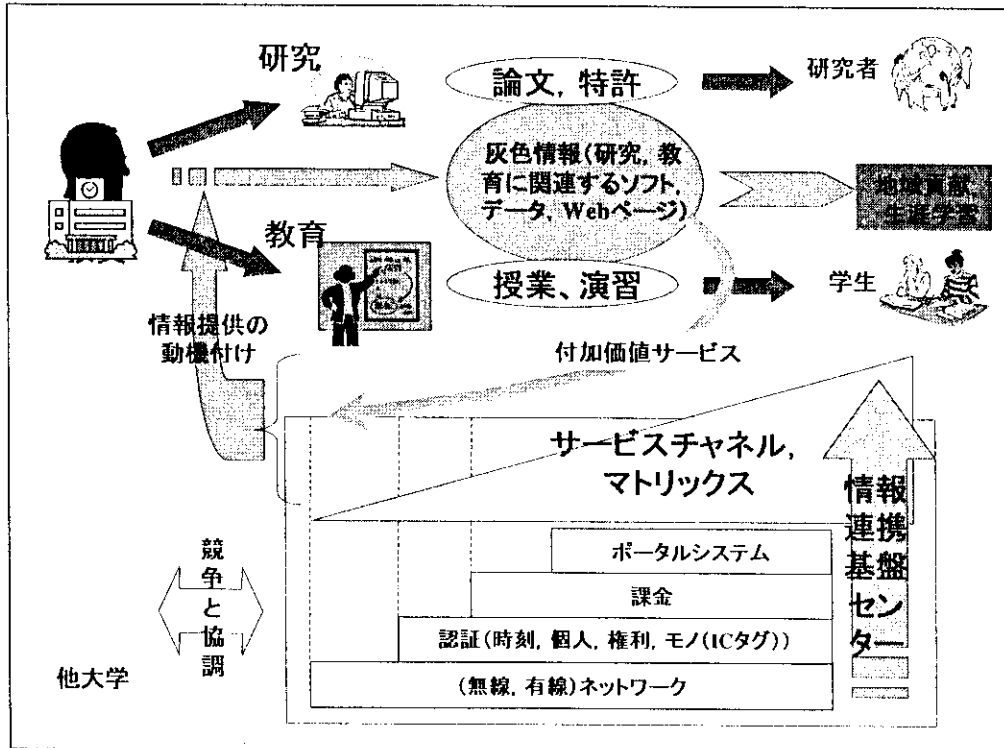 研究
論文, 特許
研究者
灰色情報(研究, 教
育に関連するソフト,
データ, Webページ)
地域貢献
生涯学習
教育
授業、演習
学生
情報提供の
動機付け
付加価値サービス
サービスチャネル,
マトリックス
情報
連携
基盤
セン
ター
ポータルシステム
課金
認証(時刻, 個人, 権利, モノ(ICタグ))
(無線, 有線)ネットワーク
競争と協調
他大学